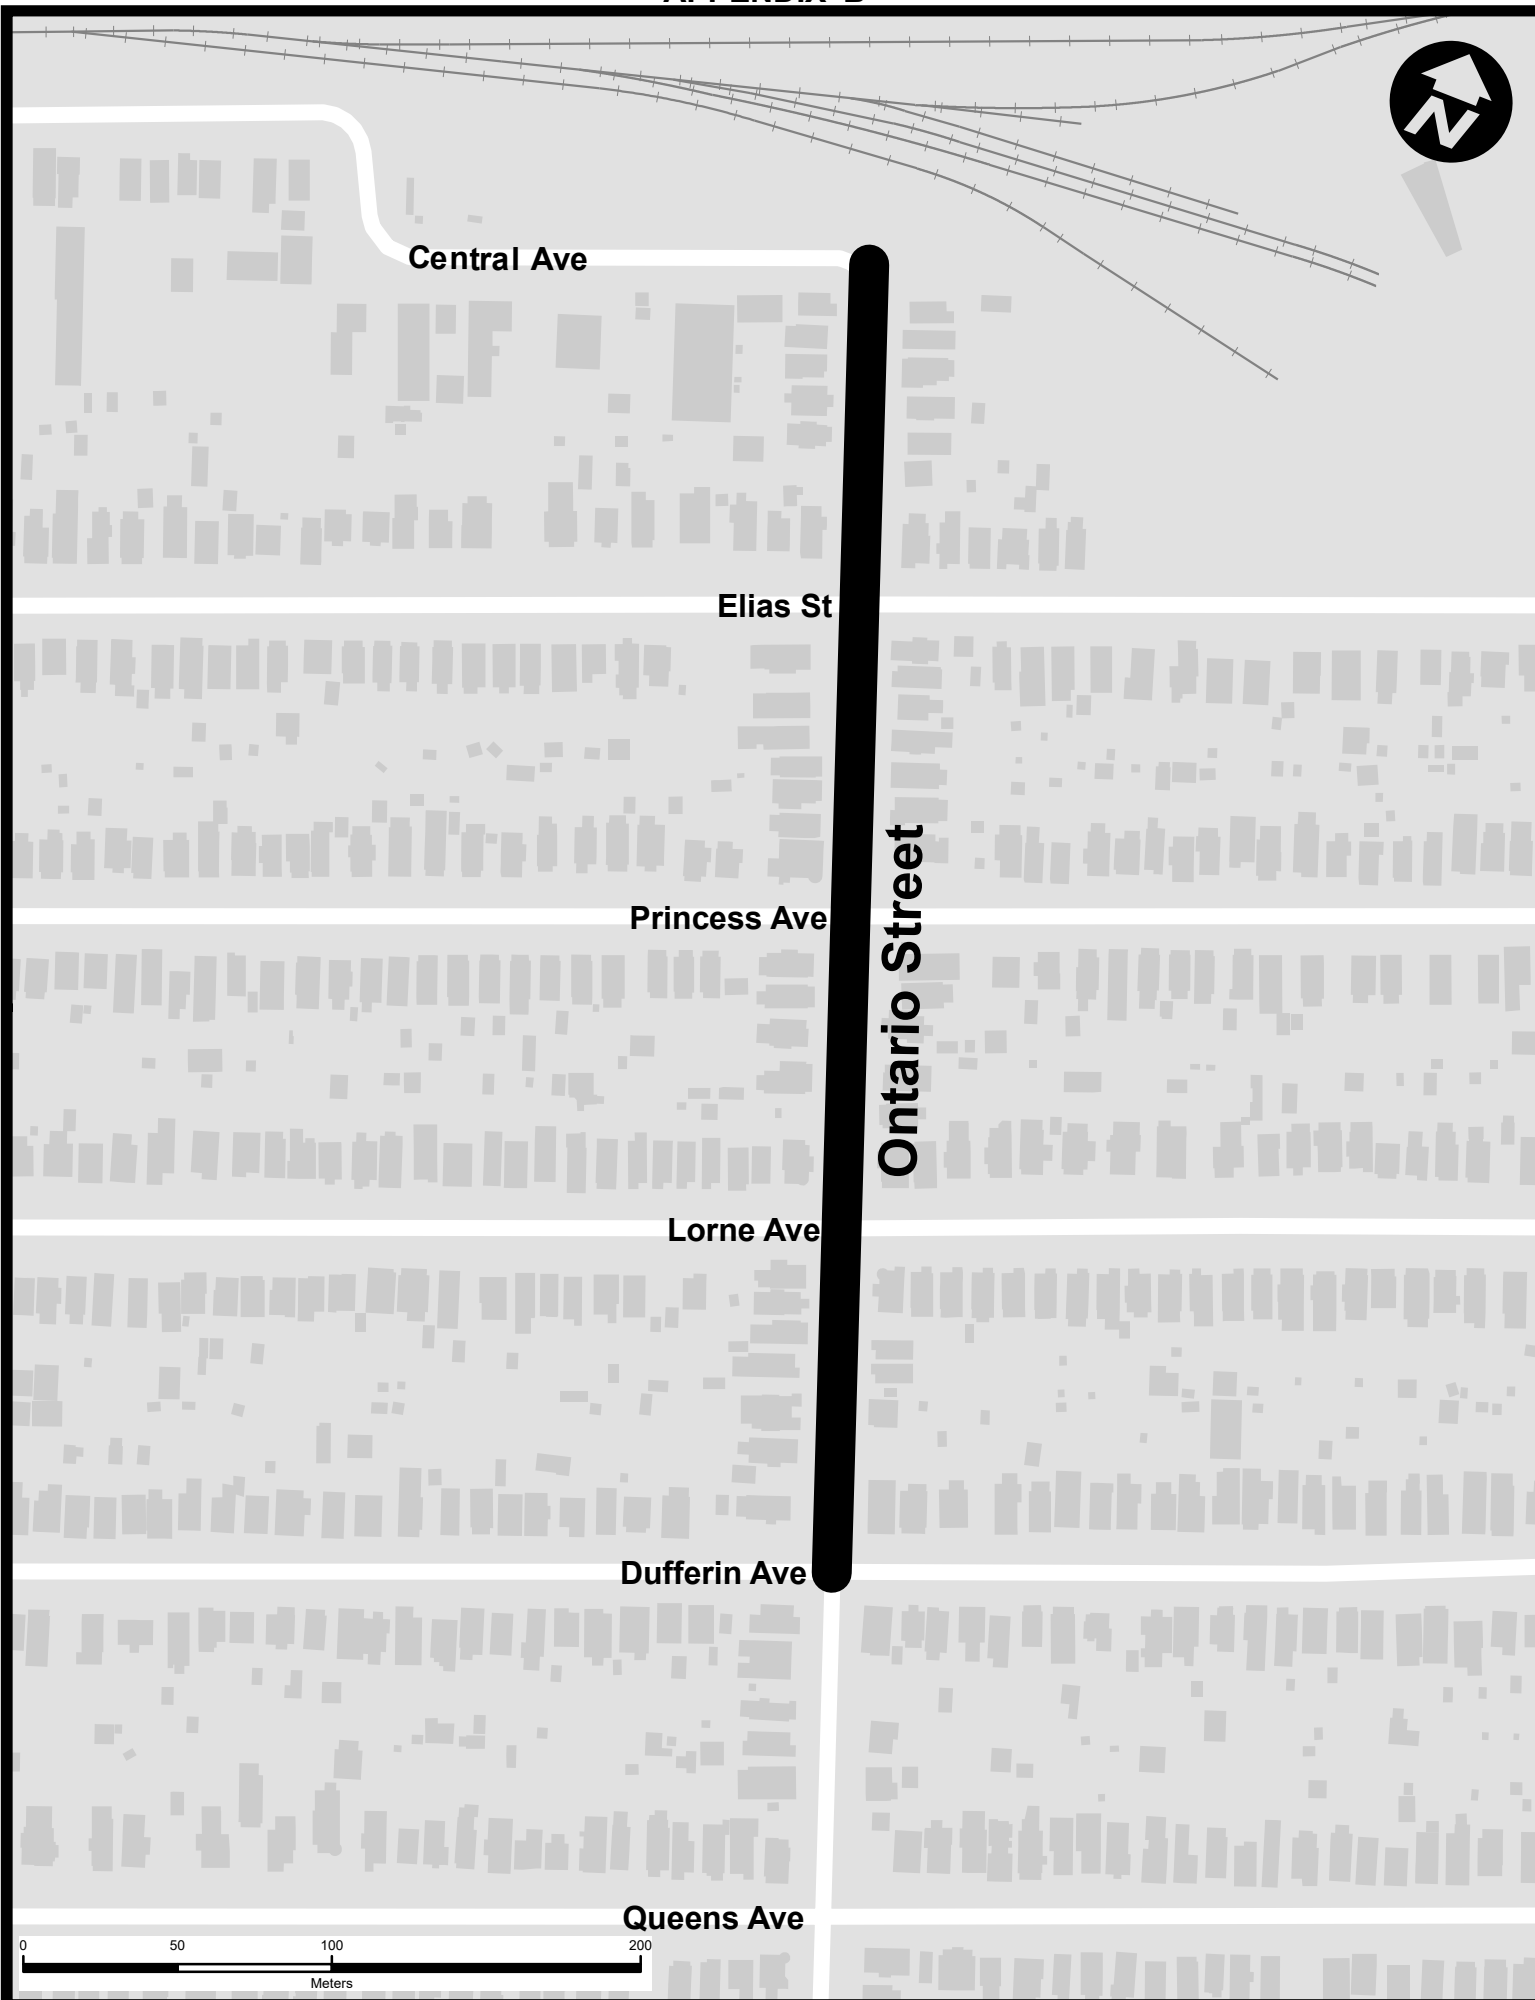 APPENDIX B
N
Central Ave
Elias St
Princess Ave
Ontario Street
Lorne Ave
Dufferin Ave
Queens Ave
0 50 100 200
Meters